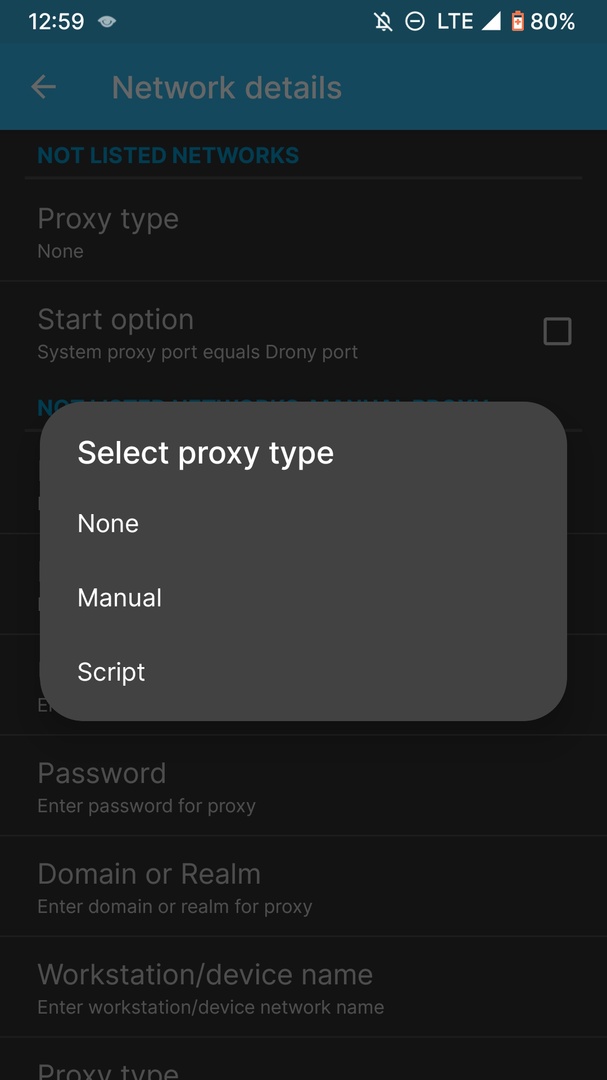 12:59
LTE 80%
Network details
NOT LISTED NETWORKS
Proxy type
None
Start option
System proxy port equals Drony port
Select proxy type
None
Manual
Script
Password
Enter password for proxy
Domain or Realm
Enter domain or realm for proxy
Workstation/device name
Enter workstation/device network name
Proxy type